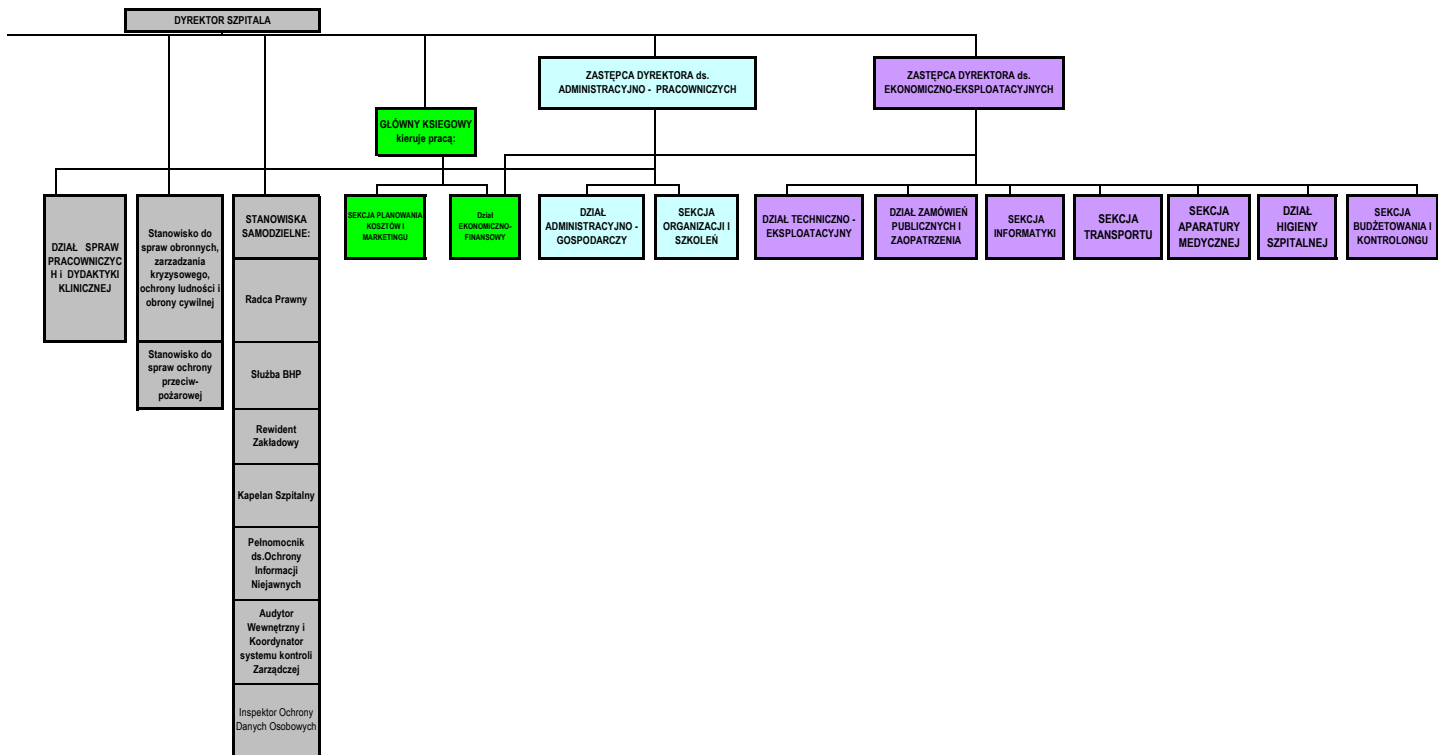 DYREKTOR SZPITALA
ZASTĘPCA DYREKTORA ds.
ADMINISTRACYJNO - PRACOWNICZYCH
ZASTĘPCA DYREKTORA ds.
EKONOMICZNO-EKSPLOATACYJNYCH
GŁÓWNY KSIEGOWY
kieruje pracą:
DZIAŁ SPRAW
PRACOWNICZYC
H i DYDAKTYKI
KLINICZNEJ
Stanowisko do
spraw obronnych,
zarzadzania
kryzysowego,
ochrony ludności i
obrony cywilnej
Stanowisko do
spraw ochrony
przeciw-
pożarowej
STANOWISKA
SAMODZIELNE:
Radca Prawny
Służba BHP
Rewident
Zakładowy
Kapelan Szpitalny
Pełnomocnik
ds.Ochrony
Informacji
Niejawnych
Audytor
Wewnętrzny i
Koordynator
systemu kontroli
Zarządczej
Inspektor Ochrony
Danych Osobowych
SEKCJA PLANOWANIA
KOSZTÓW I
MARKETINGU
Dział
EKONOMICZNO-
FINANSOWY
DZIAŁ
ADMINISTRACYJNO -
GOSPODARCZY
SEKCJA
ORGANIZACJI I
SZKOLEŃ
DZIAŁ TECHNICZNO -
EKSPLOATACYJNY
DZIAŁ ZAMÓWIEŃ
PUBLICZNYCH I
ZAOPATRZENIA
SEKCJA
INFORMATYKI
SEKCJA
TRANSPORTU
SEKCJA
APARATURY
MEDYCZNEJ
DZIAŁ
HIGIENY
SZPITALNEJ
SEKCJA
BUDŻETOWANIA I
KONTROLONGU